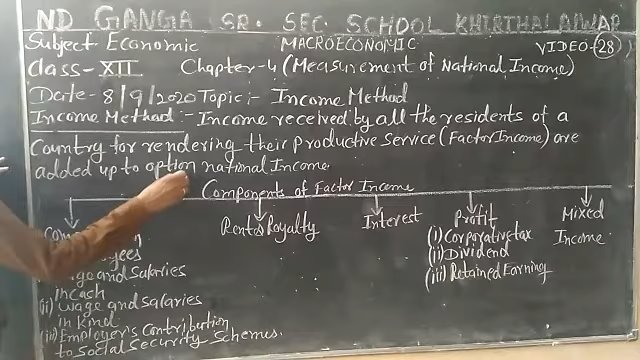 ND GANGA SR. SEC. SCHOOL KHIRTHAL
Subject Economic MACROECONOMIC VIDEO-28
Class-XII Chapter-4 (Measurement of National Income)
Date-8/9/2020 Topic:- Income Method
Income Method:- Income received by all the residents of a
Country for rendering their Productive Service (Factor Income) are
added up to option national Income
Components of Factor Income
Rent & Royalty Interest Profit Mixed
(i) Corporative tax Income
(ii) Dividend
and Salaries (iii) Retained Earning
in Cash
(ii) Wage and Salaries
in Kind
(iii) Employer's Contribution
to Social Security Schemes.